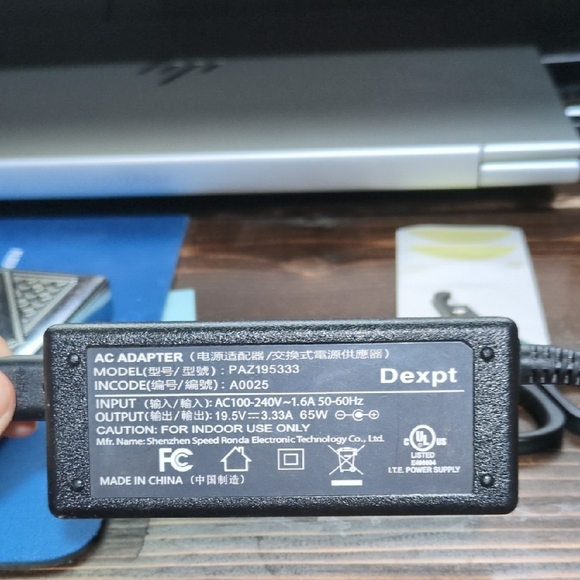 AC ADAPTER（电源适配器/交換式電源供應器）
MODEL(型号/型號)： PAZ195333
INCODE(编号/編號)： A0025
Dexpt
INPUT（输入/輸入）: AC100-240V~1.6A 50-60Hz
OUTPUT(输出/輸出): 19.5V⎓3.33A 65W
CAUTION: FOR INDOOR USE ONLY
Mfr. Name: Shenzhen Speed Ronda Electronic Technology Co., Ltd.
FC
MADE IN CHINA（中国制造）
c UL US
LISTED
I.T.E. POWER SUPPLY